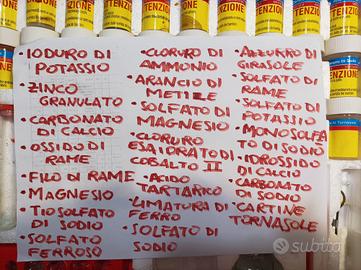 TENZIONE
ATTENZIONE
IODURO DI
POTASSIO
ZINCO
GRANULATO
CARBONATO
DI CALCIO
OSSIDO DI
RAME
FILO DI RAME
MAGNESIO
TIOSOLFATO
DI SODIO
SOLFATO
FERROSO
CLORURO DI
AMMONIO
ARANCIO DI
METILE
SOLFATO DI
MAGNESIO
CLORURO
ESAIDRATO DI
COBALTO II
ACIDO
TARTARICO
LIMATURA DI
FERRO
SOLFATO DI
SODIO
AZZURRO DI
GIRASOLE
SOLFATO DI
RAME
SOLFATO DI
POTASSIO
MONOSOLFA
TO DI SODIO
IDROSSIDO
DI CALCIO
CARBONATO
DI SODIO
CARTINE
TORNASOLE
subito